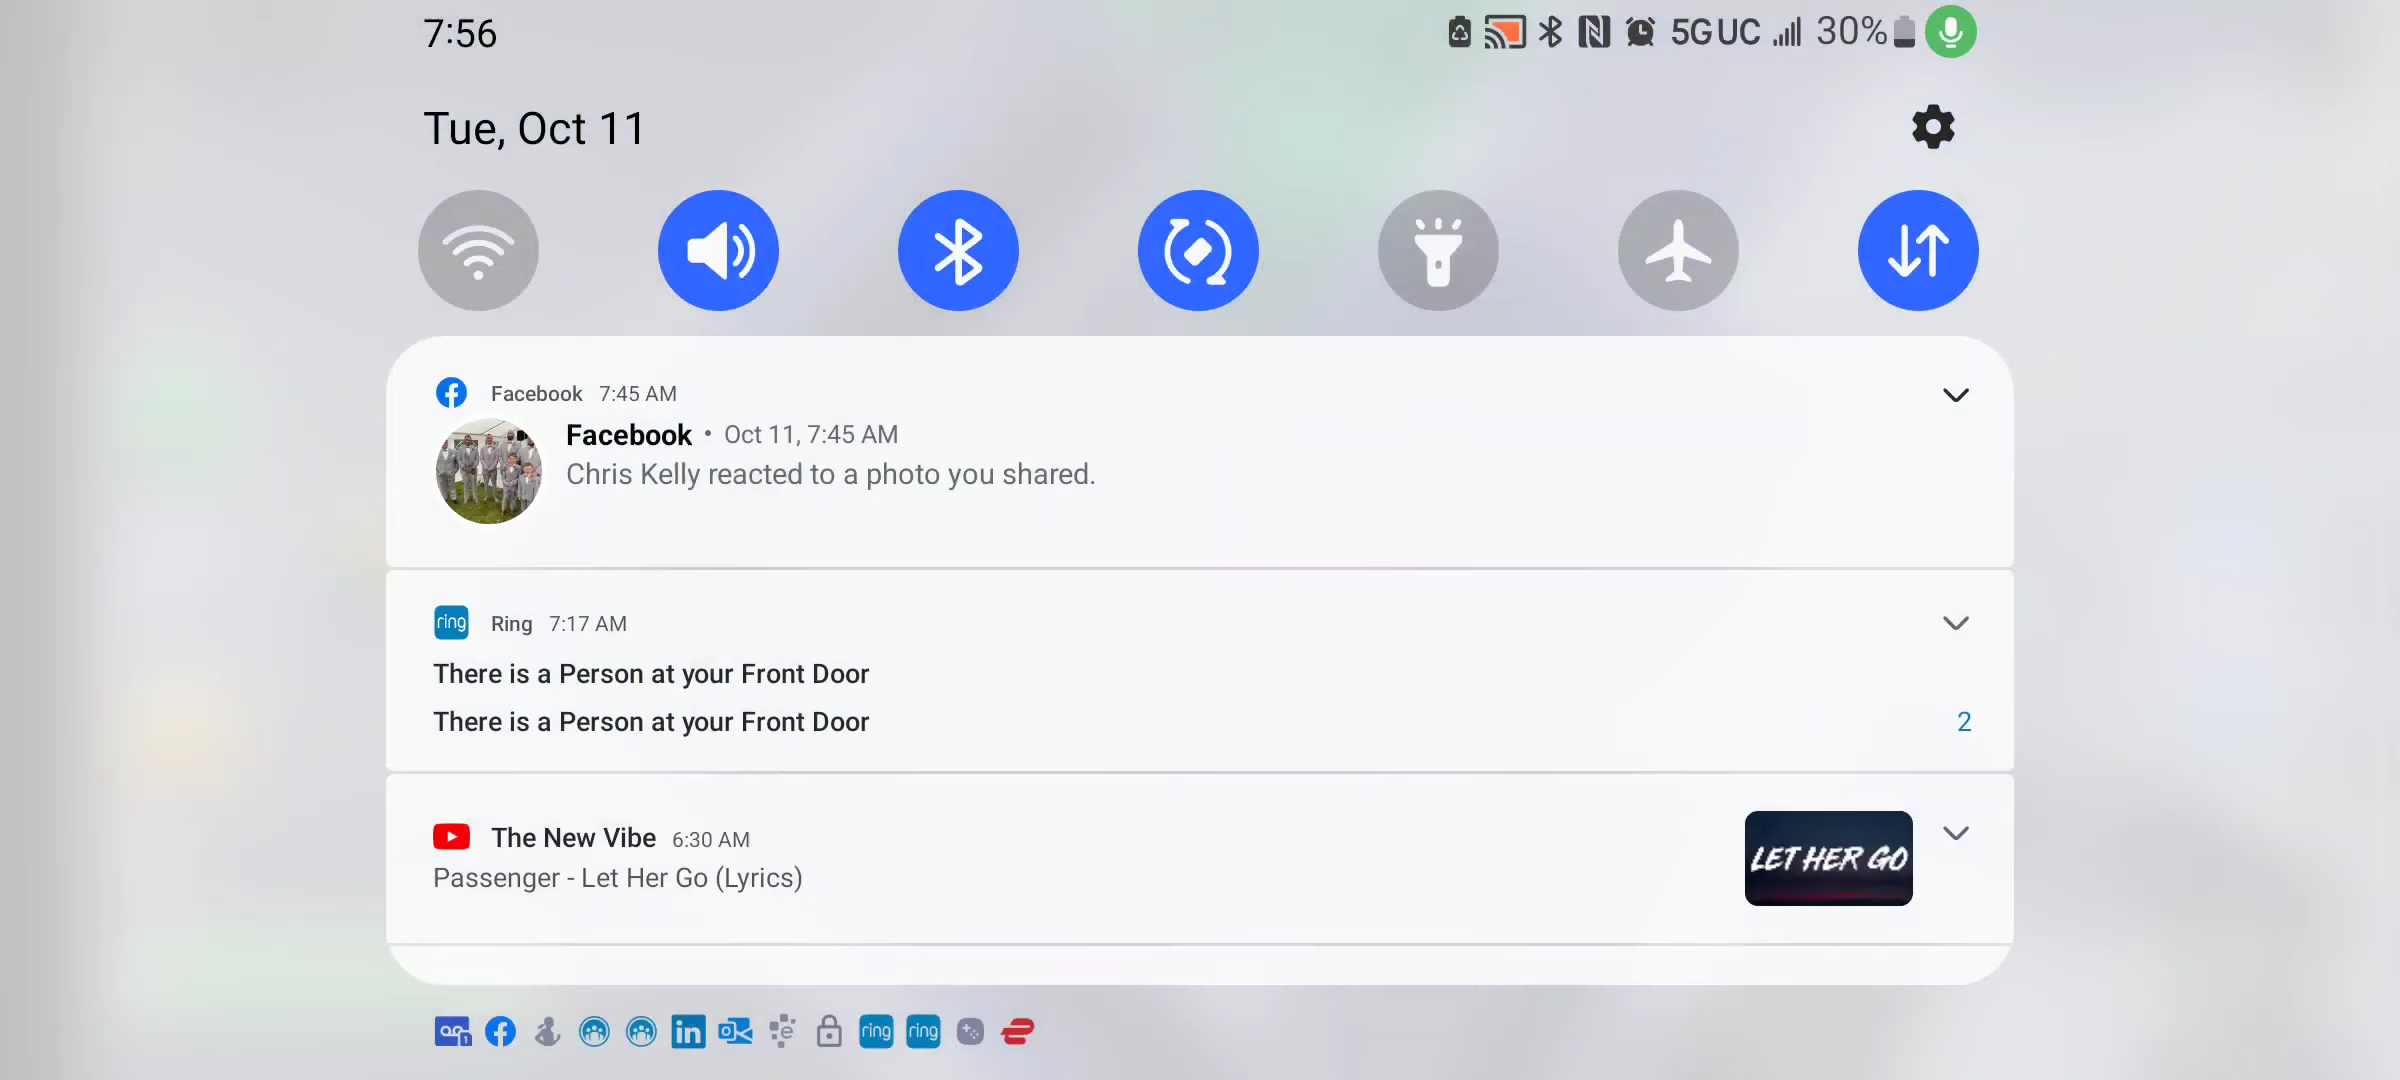 7:56
5G UC 30%
Tue, Oct 11
Facebook 7:45 AM
Facebook • Oct 11, 7:45 AM
Chris Kelly reacted to a photo you shared.
ring Ring 7:17 AM
There is a Person at your Front Door
There is a Person at your Front Door 2
The New Vibe 6:30 AM
LET HER GO
Passenger - Let Her Go (Lyrics)
in ring ring